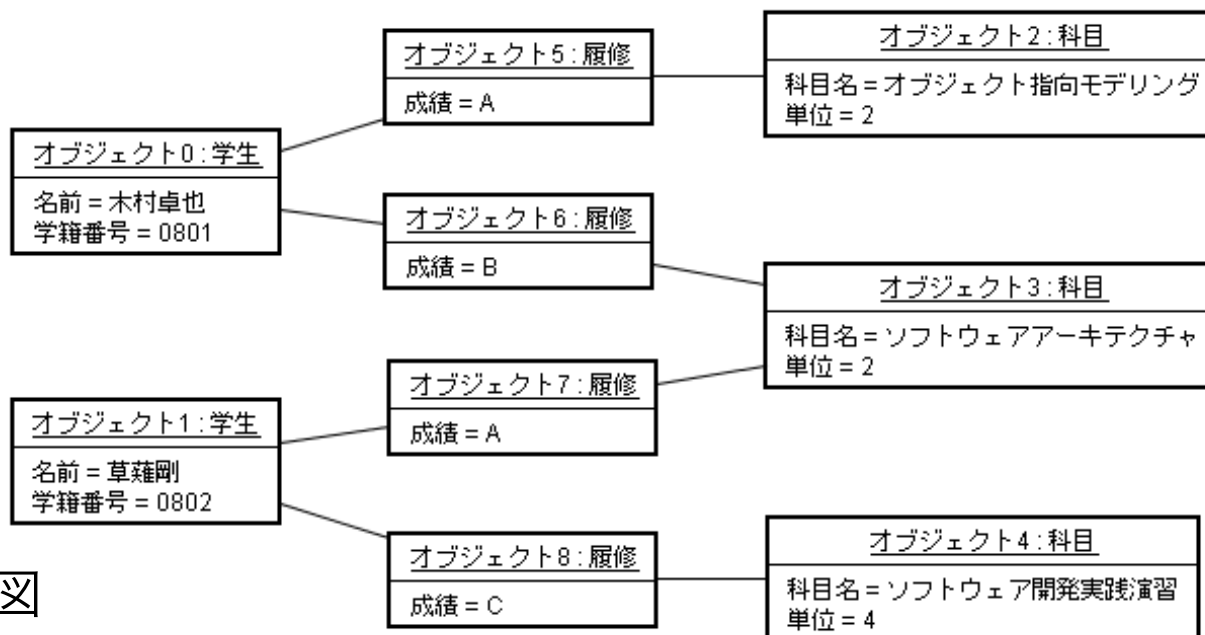 オブジェクト5:履修
成績 = A
オブジェクト2:科目
科目名 = オブジェクト指向モデリング
単位 = 2
オブジェクト0:学生
名前 = 木村卓也
学籍番号 = 0801
オブジェクト6:履修
成績 = B
オブジェクト3:科目
科目名 = ソフトウェアアーキテクチャ
単位 = 2
オブジェクト7:履修
成績 = A
オブジェクト1:学生
名前 = 草薙剛
学籍番号 = 0802
オブジェクト8:履修
成績 = C
オブジェクト4:科目
科目名 = ソフトウェア開発実践演習
単位 = 4
図